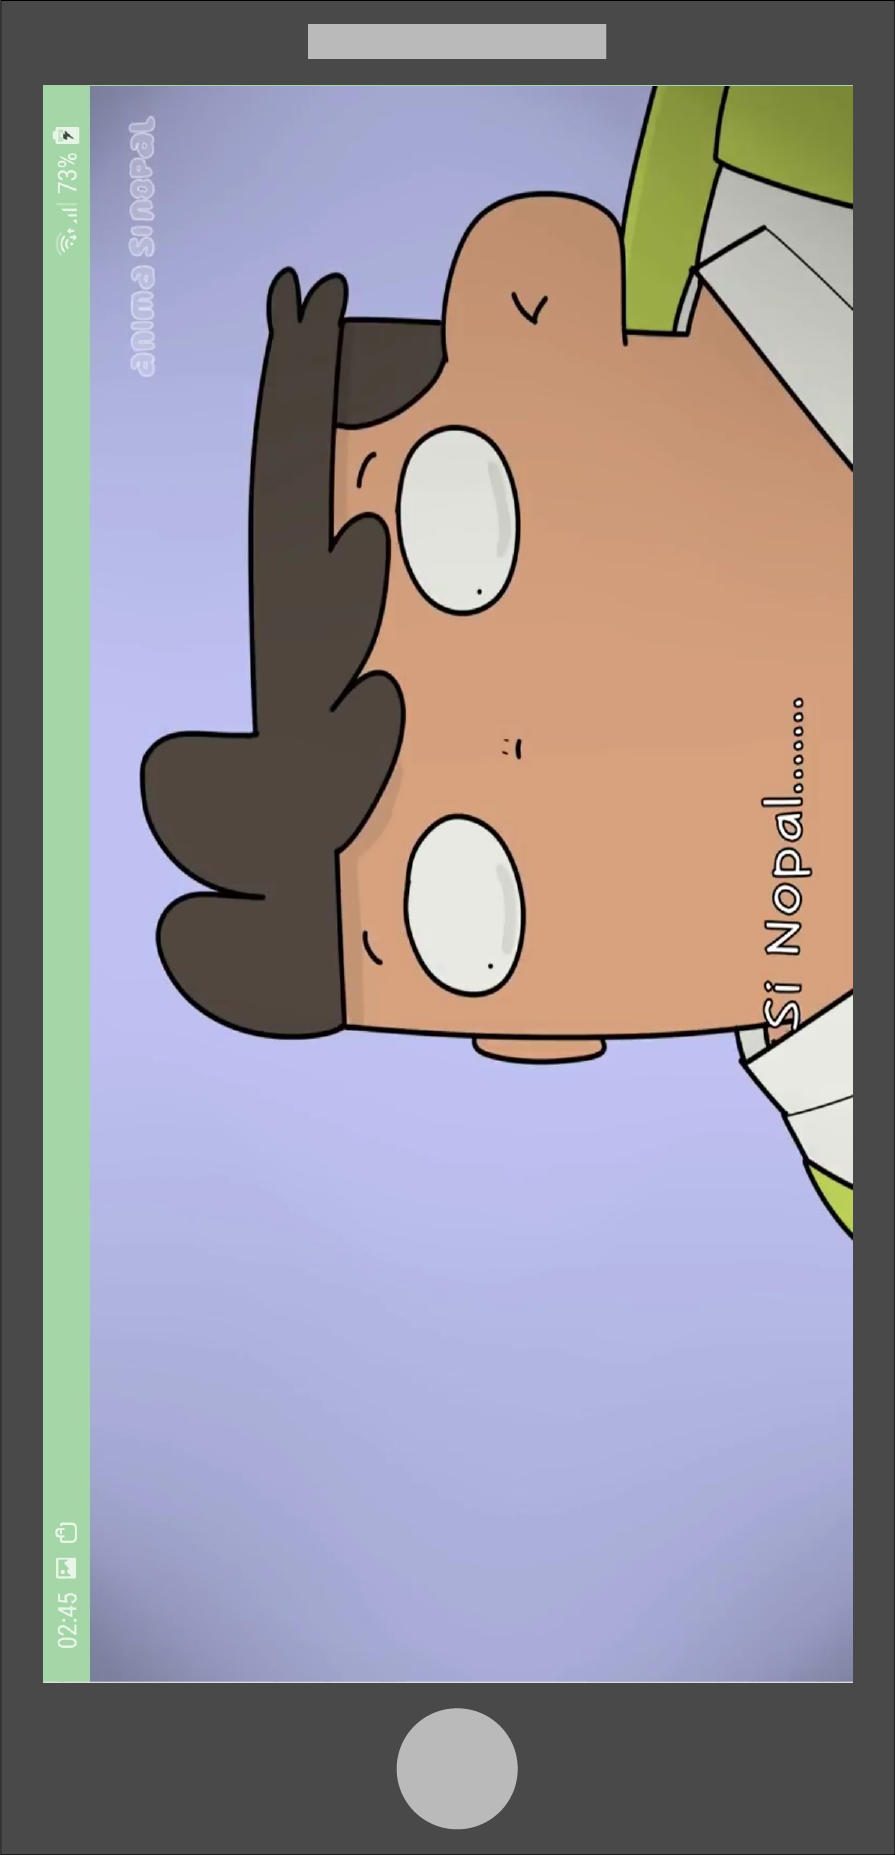 02:45
73%
anima si nopal
Si Nopal........